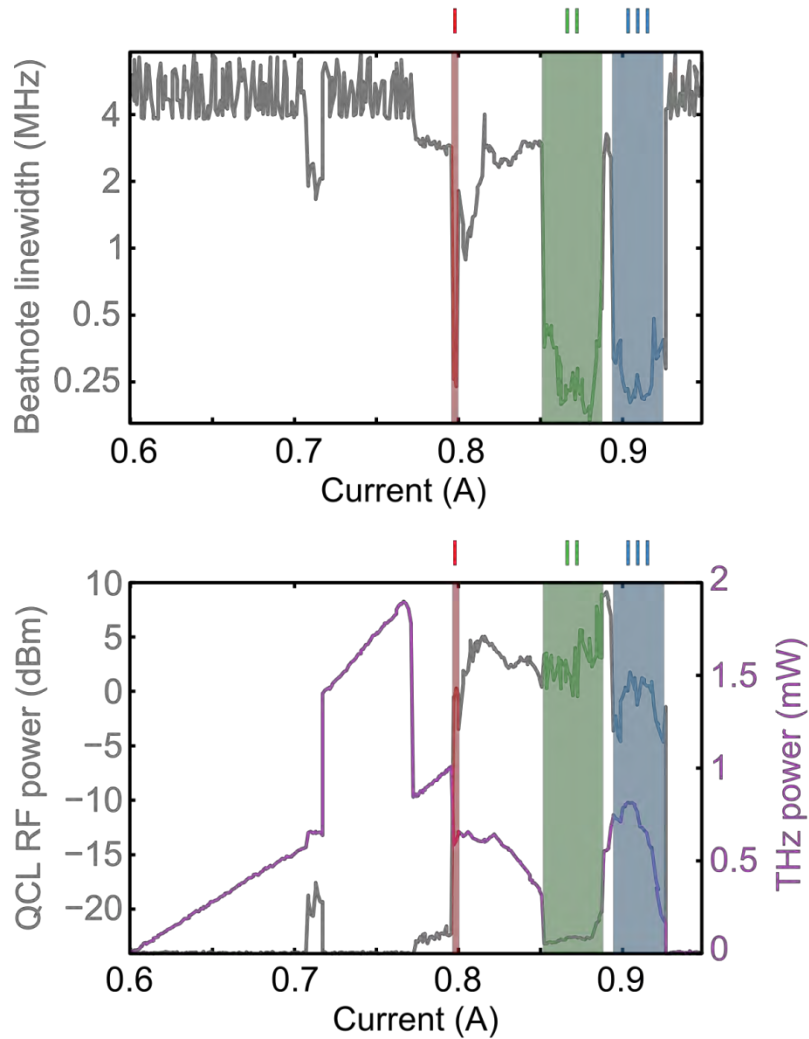 I II III
Beatnote linewidth (MHz)
4
2
1
0.5
0.25
0.6 0.7 0.8 0.9
Current (A)
I II III
QCL RF power (dBm)
10
5
0
−5
−10
−15
−20
2
1.5
1
0.5
0
THz power (mW)
0.6 0.7 0.8 0.9
Current (A)